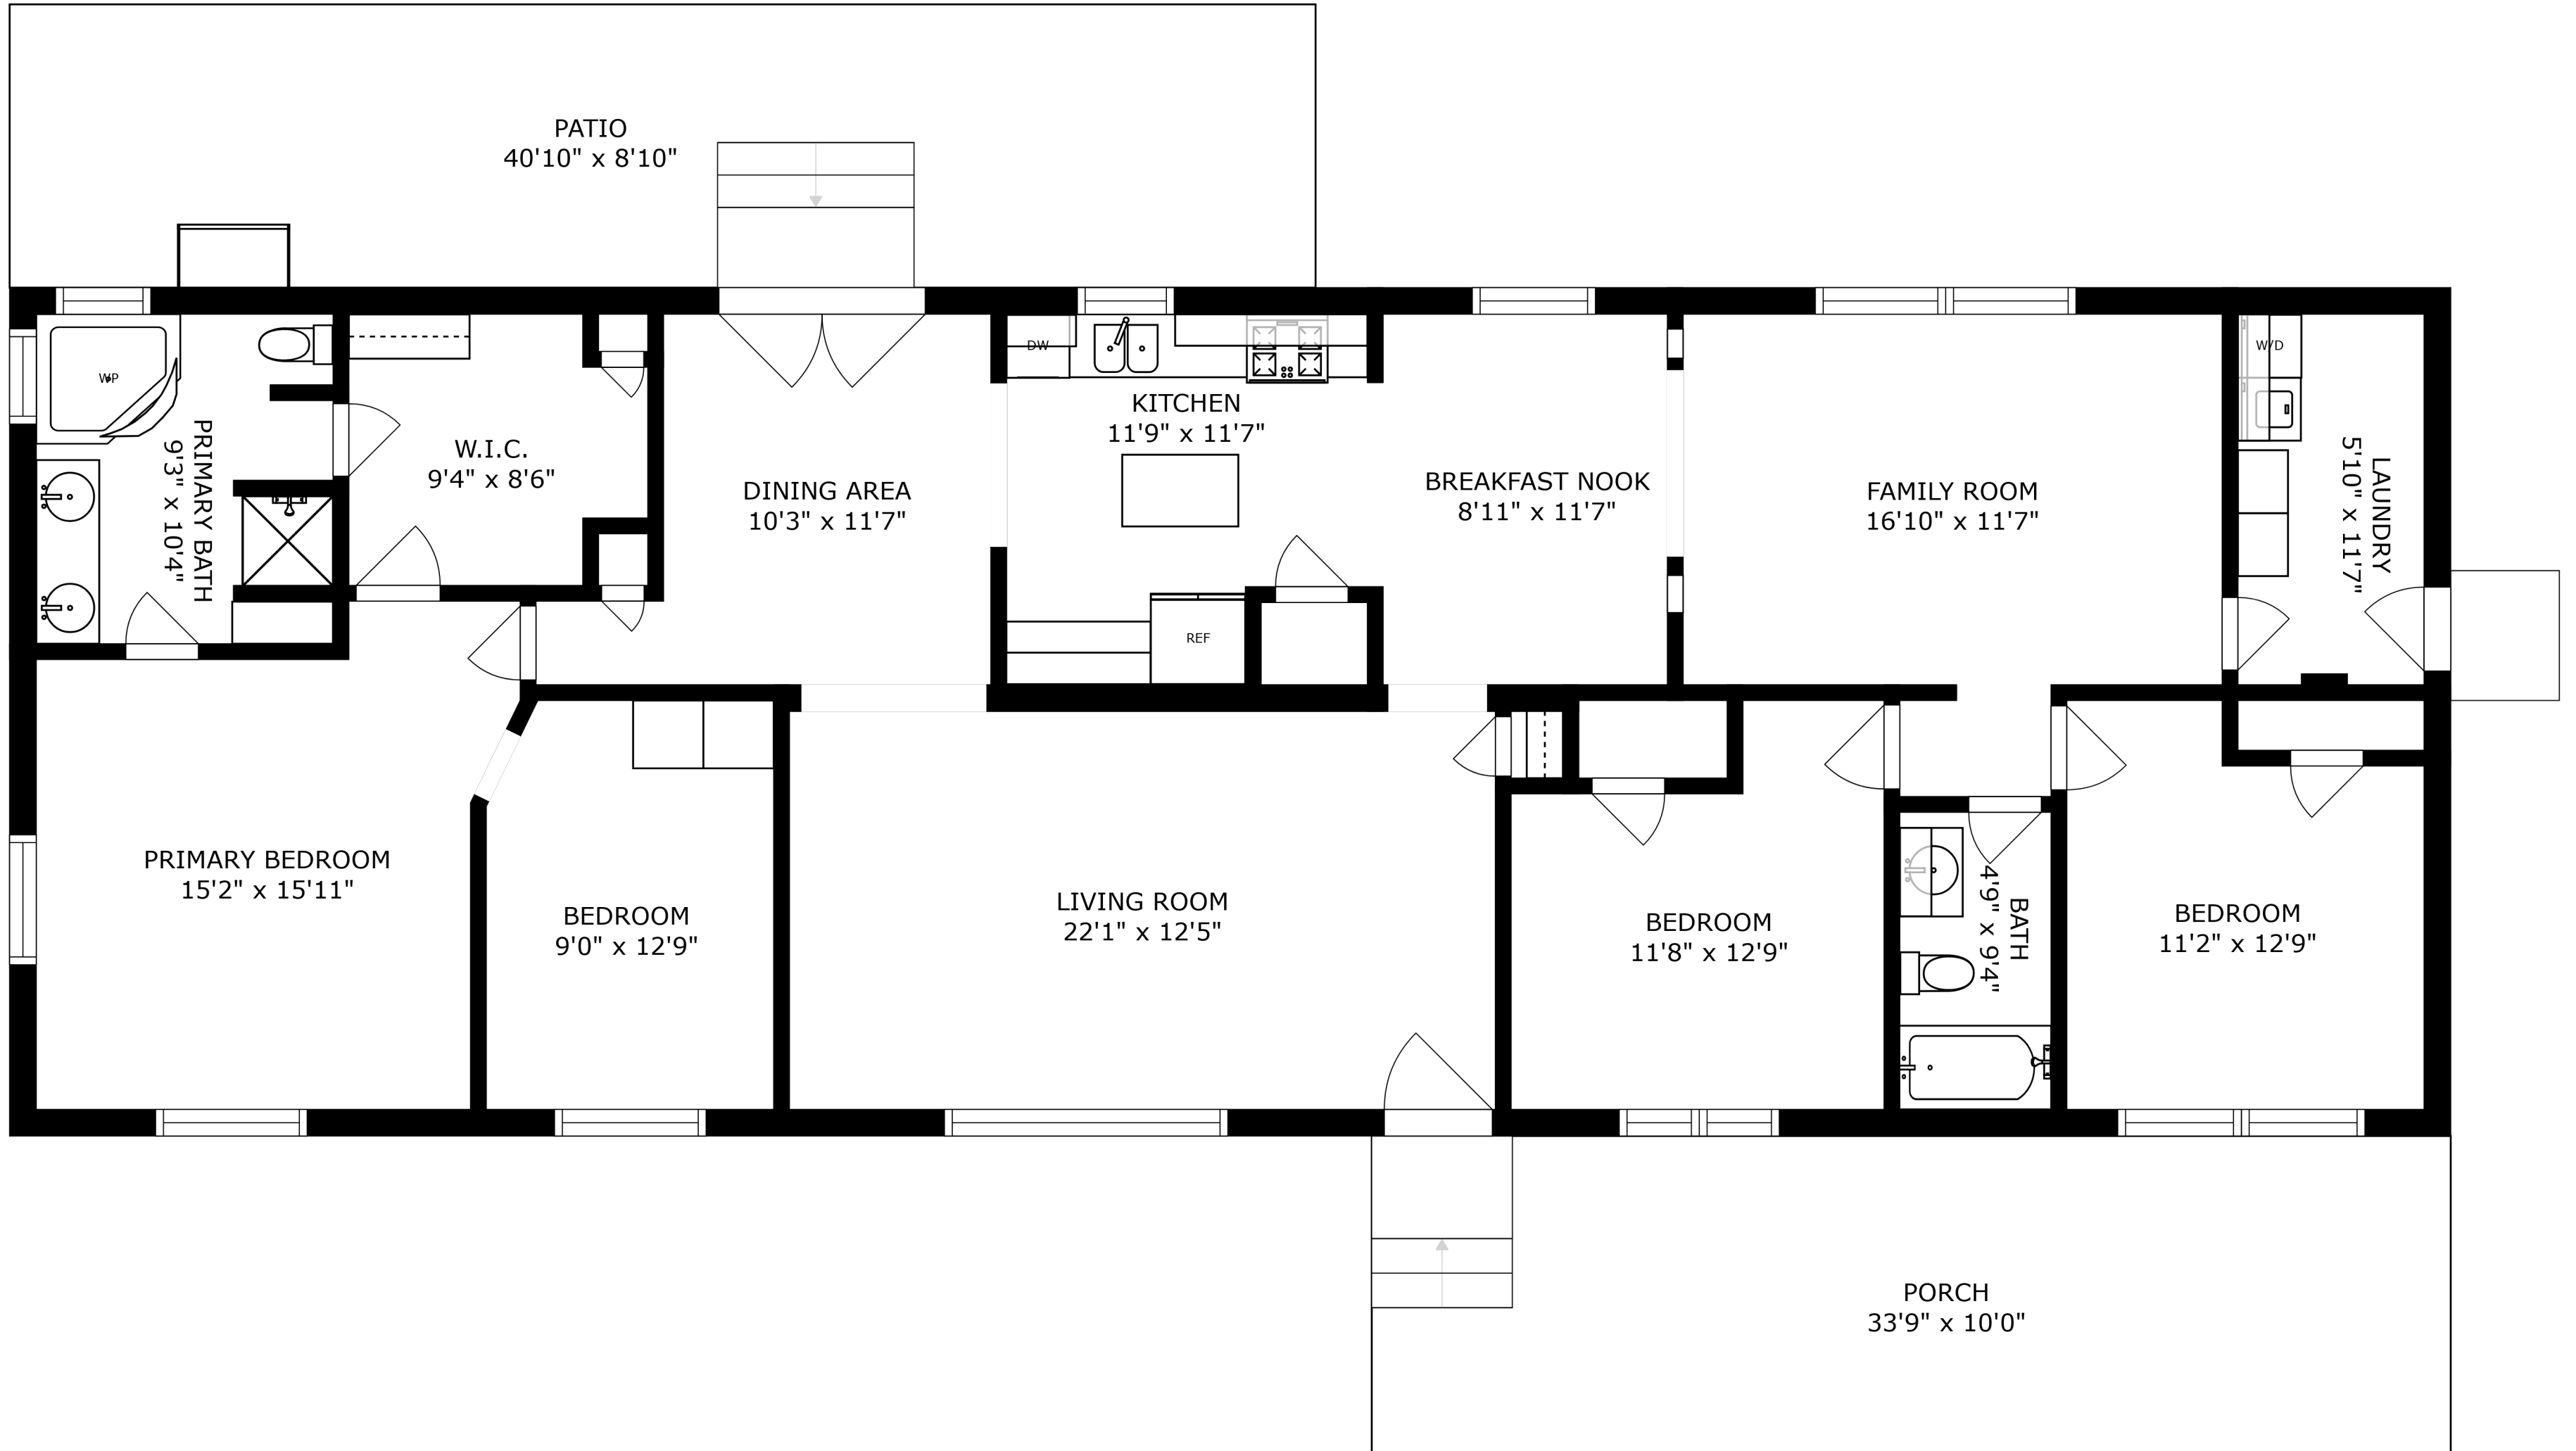 PATIO
40'10" x 8'10"
WP
PRIMARY BATH
9'3" x 10'4"
W.I.C.
9'4" x 8'6"
DINING AREA
10'3" x 11'7"
DW
KITCHEN
11'9" x 11'7"
REF
BREAKFAST NOOK
8'11" x 11'7"
FAMILY ROOM
16'10" x 11'7"
W/D
LAUNDRY
5'10" x 11'7"
PRIMARY BEDROOM
15'2" x 15'11"
BEDROOM
9'0" x 12'9"
LIVING ROOM
22'1" x 12'5"
BEDROOM
11'8" x 12'9"
BATH
4'9" x 9'4"
BEDROOM
11'2" x 12'9"
PORCH
33'9" x 10'0"